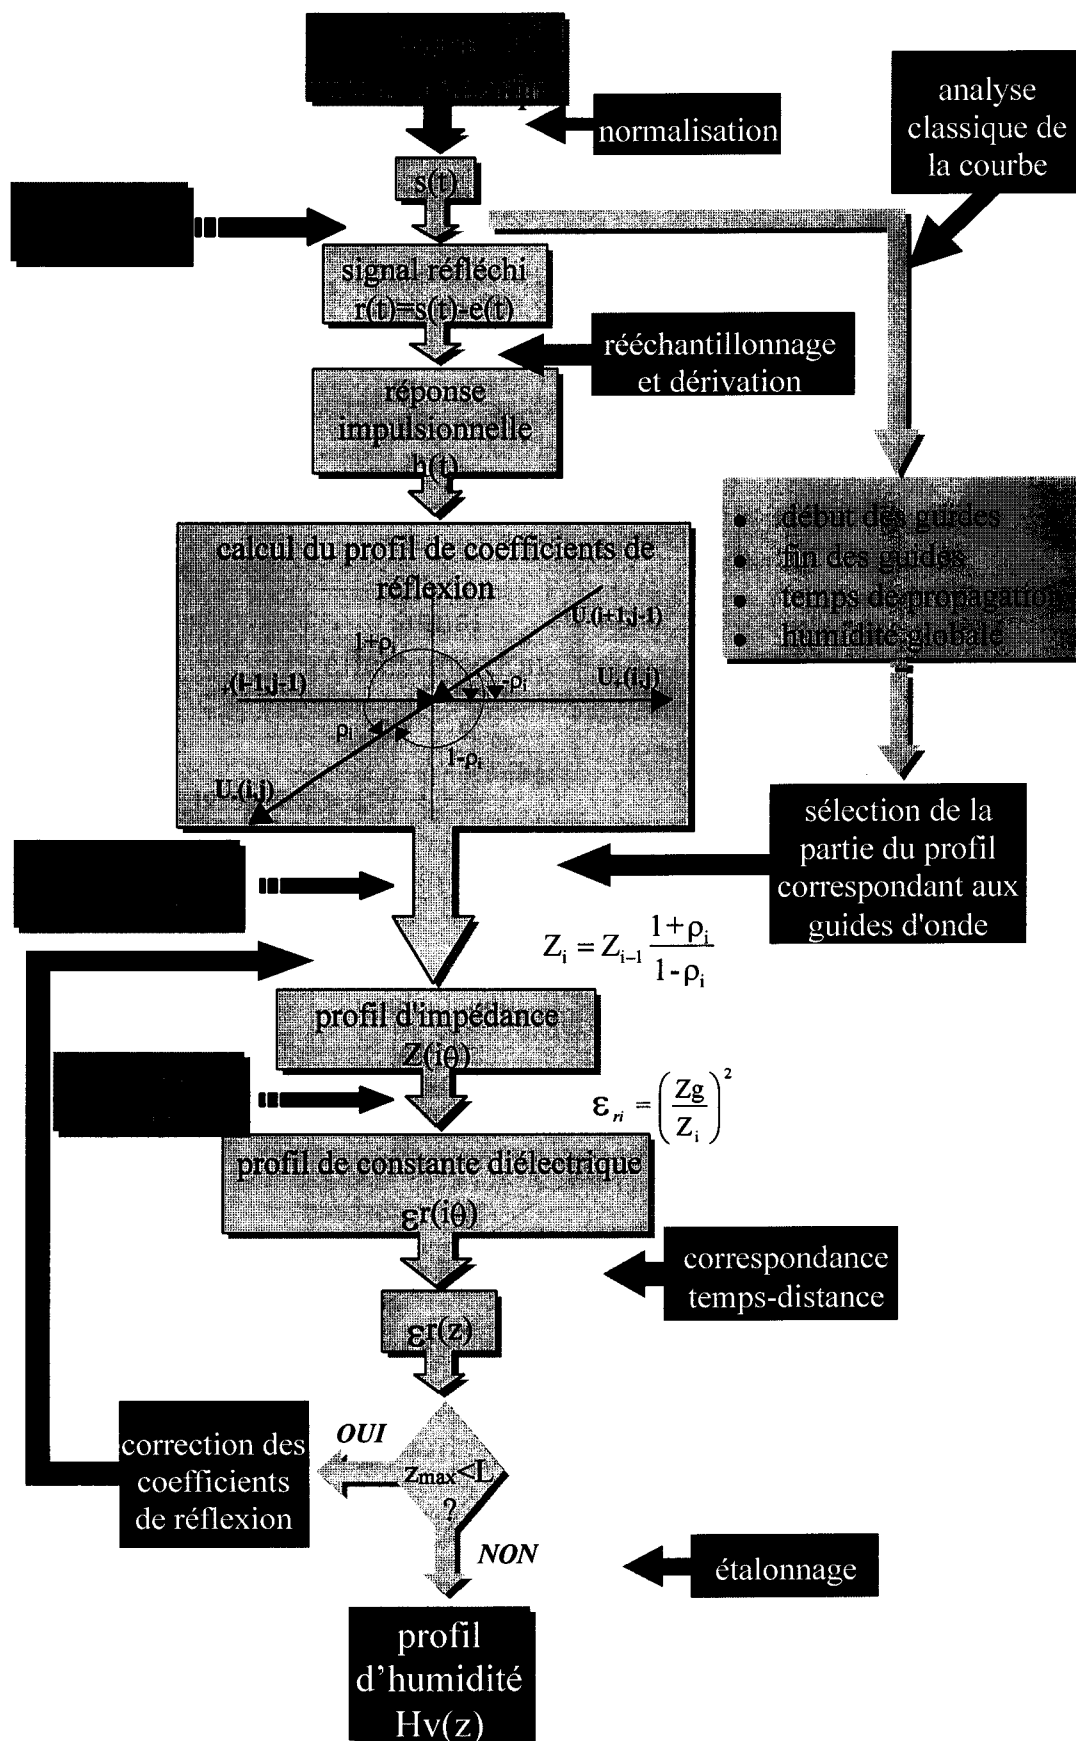 normalisation
analyse
classique de
la courbe
s(t)
signal réfléchi
r(t)=s(t)-e(t)
rééchantillonnage
et dérivation
réponse
impulsionnelle
h(t)
• début des guides
• fin des guides
• temps de propagation
• humidité globale
calcul du profil de coefficients de
réflexion
U-(i+1,j-1)
1+ρi
+(i-1,j-1)
-ρi
U+(i,j)
ρi
1-ρi
U-(i,j)
sélection de la
partie du profil
correspondant aux
guides d'onde
Zi = Zi-1 (1+ρi)/(1-ρi)
profil d'impédance
Z(iθ)
εri = (Zg/Zi)²
profil de constante diélectrique
εr(iθ)
correspondance
temps-distance
εr(z)
OUI
zmax<L
?
correction des
coefficients
de réflexion
NON
étalonnage
profil
d’humidité
Hv(z)